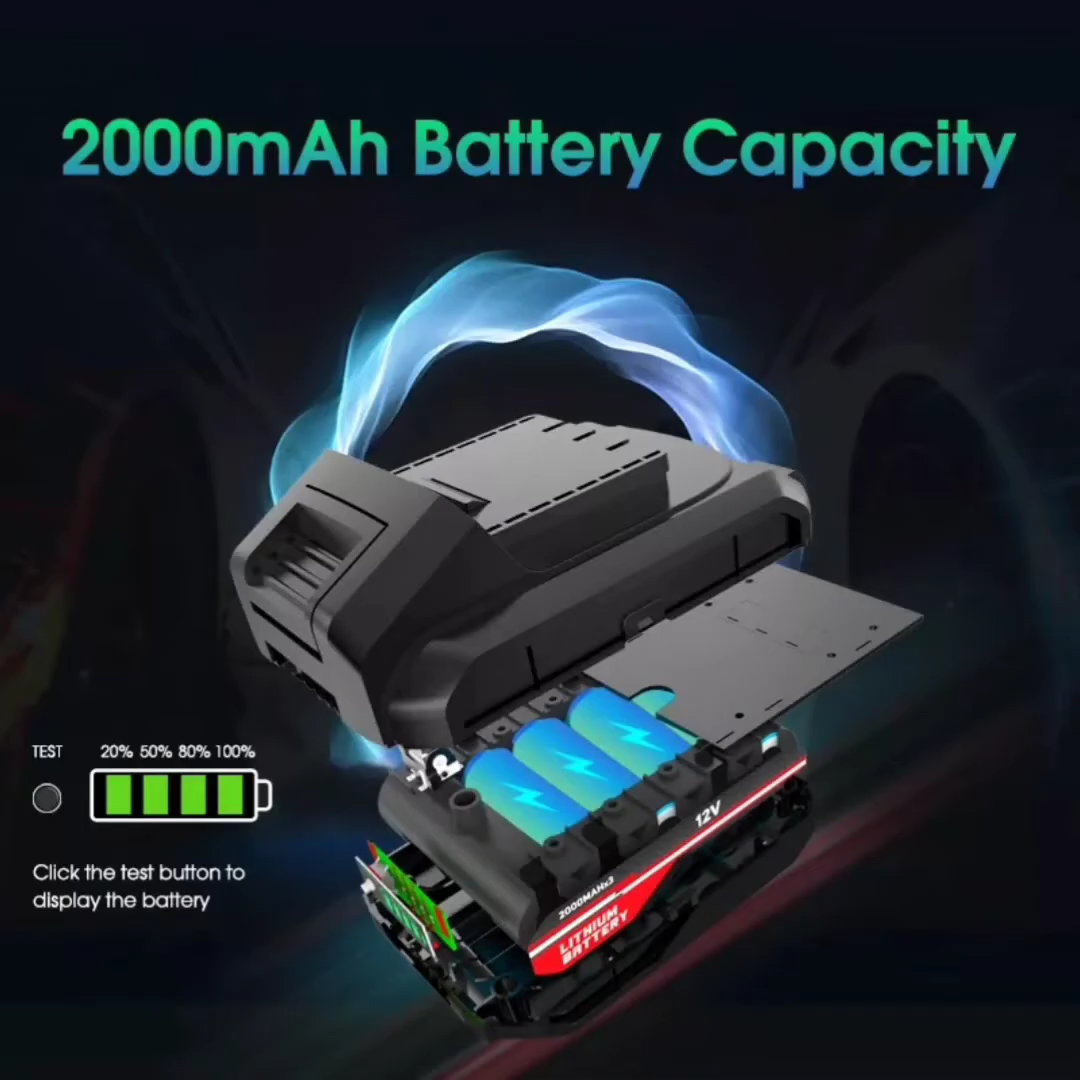 2000mAh Battery Capacity
TEST
20% 50% 80% 100%
Click the test button to
display the battery
12V
2000MAHx3
LITHIUM
BATTERY